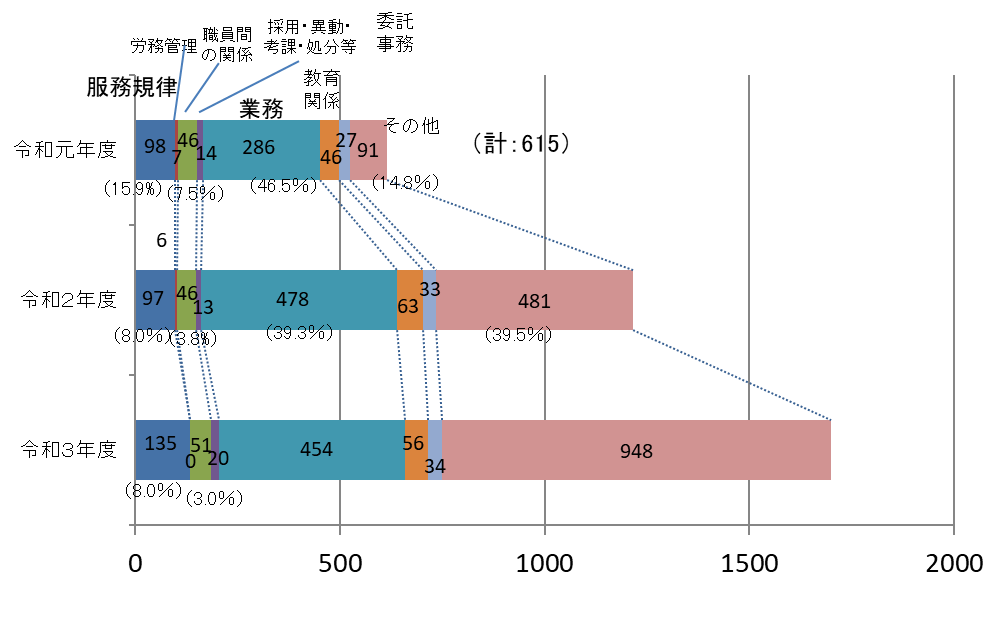 労務管理
職員間
の関係
採用・異動・
考課・処分等
委託
事務
服務規律
業務
教育
関係
その他
(計:615)
令和元年度
98
7
46
14
286
46
27
91
(15.9%)
(7.5%)
(46.5%)
(14.8%)
6
令和2年度
97
46
13
478
63
33
481
(8.0%)
(3.8%)
(39.3%)
(39.5%)
令和3年度
135
0
51
20
454
56
34
948
(8.0%)
(3.0%)
0
500
1000
1500
2000